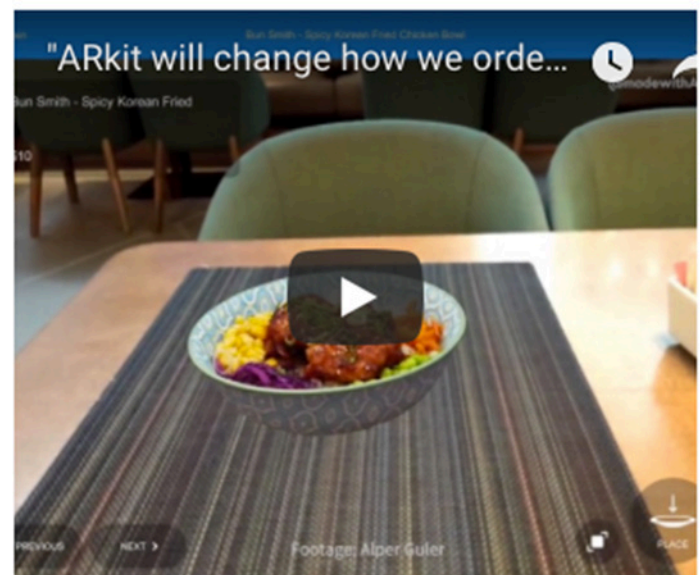 Bun Smith - Spicy Korean Fried Chicken Bowl
"ARkit will change how we orde...
Bun Smith - Spicy Korean Fried
$10
PREVIOUS
NEXT >
Footage: Alper Guler
PLACE